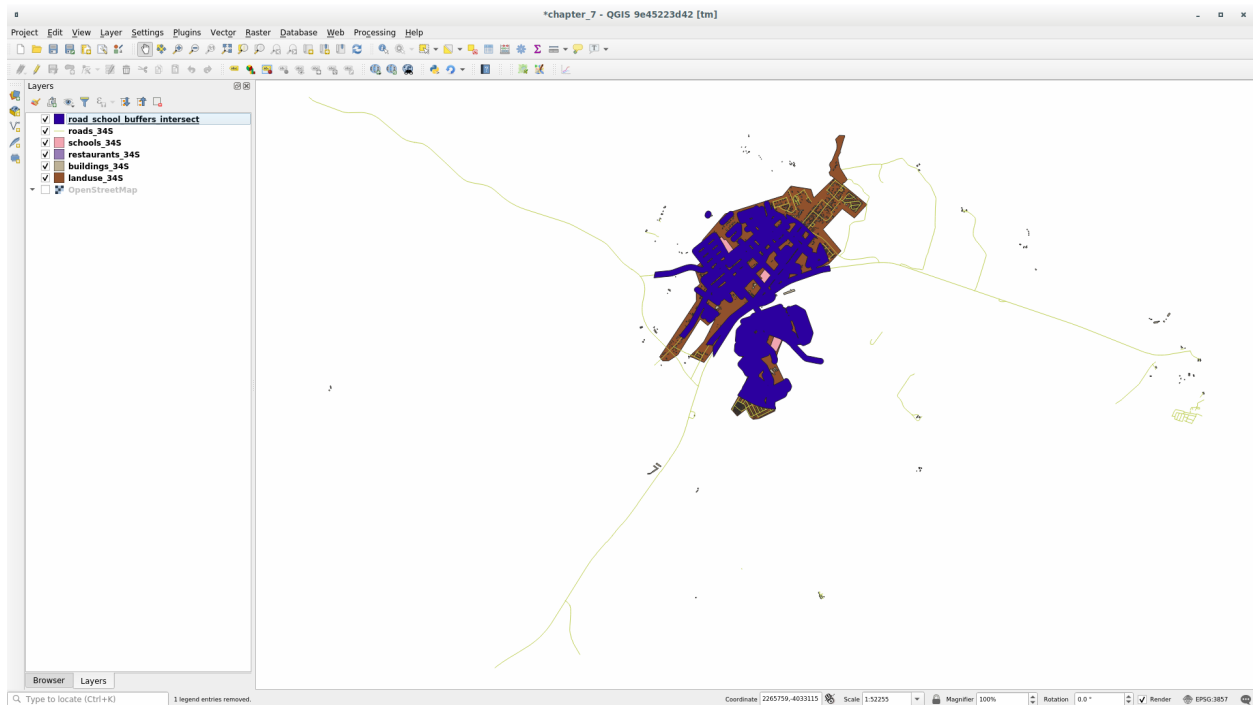 *chapter_7 - QGIS 9e45223d42 [tm]
Project Edit View Layer Settings Plugins Vector Raster Database Web Processing Help
Layers
road_school_buffers_intersect
roads_34S
schools_34S
restaurants_34S
buildings_34S
landuse_34S
OpenStreetMap
Browser Layers
Type to locate (Ctrl+K) 1 legend entries removed. Coordinate 2265759,-4033115 Scale 1:52255 Magnifier 100% Rotation 0.0 ° Render EPSG:3857